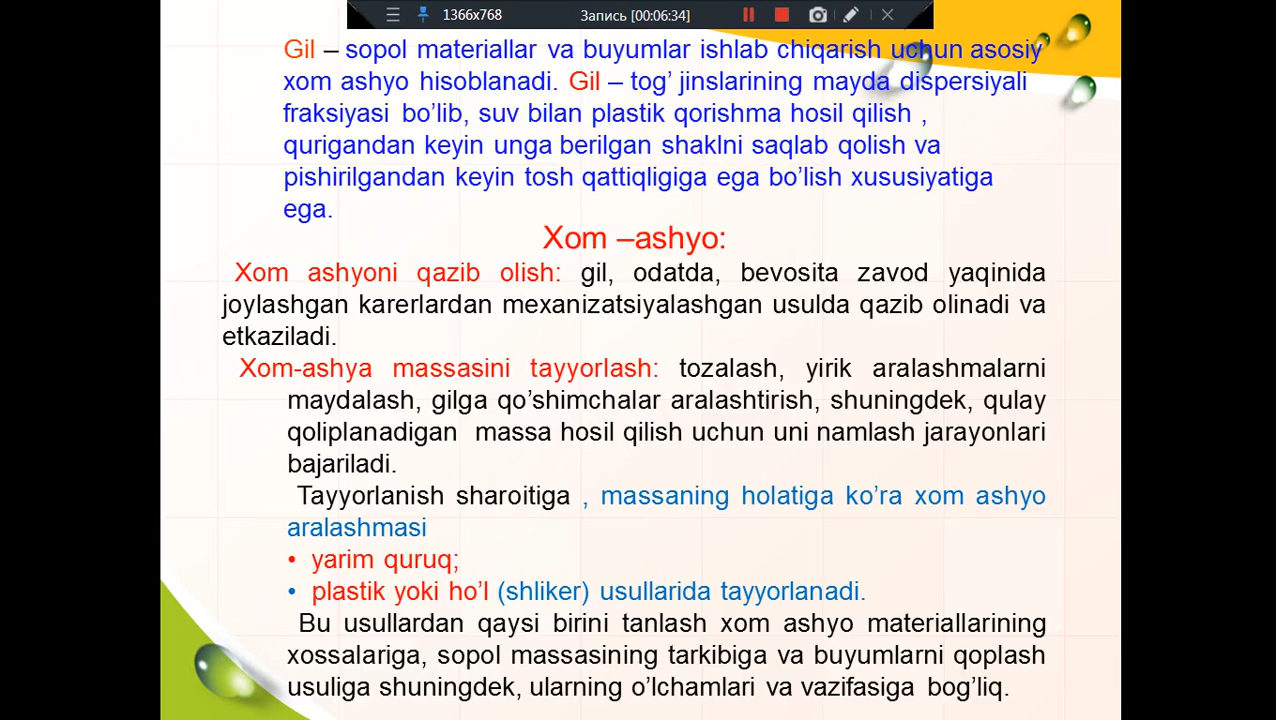 1366x768 Запись [00:06:34]
Gil – sopol materiallar va buyumlar ishlab chiqarish uchun asosiy
xom ashyo hisoblanadi. Gil – tog’ jinslarining mayda dispersiyali
fraksiyasi bo’lib, suv bilan plastik qorishma hosil qilish ,
qurigandan keyin unga berilgan shaklni saqlab qolish va
pishirilgandan keyin tosh qattiqligiga ega bo’lish xususiyatiga
ega.
Xom –ashyo:
Xom ashyoni qazib olish: gil, odatda, bevosita zavod yaqinida
joylashgan karerlardan mexanizatsiyalashgan usulda qazib olinadi va
etkaziladi.
Xom-ashya massasini tayyorlash: tozalash, yirik aralashmalarni
maydalash, gilga qo’shimchalar aralashtirish, shuningdek, qulay
qoliplanadigan massa hosil qilish uchun uni namlash jarayonlari
bajariladi.
Tayyorlanish sharoitiga , massaning holatiga ko’ra xom ashyo
aralashmasi
• yarim quruq;
• plastik yoki ho’l (shliker) usullarida tayyorlanadi.
Bu usullardan qaysi birini tanlash xom ashyo materiallarining
xossalariga, sopol massasining tarkibiga va buyumlarni qoplash
usuliga shuningdek, ularning o’lchamlari va vazifasiga bog’liq.